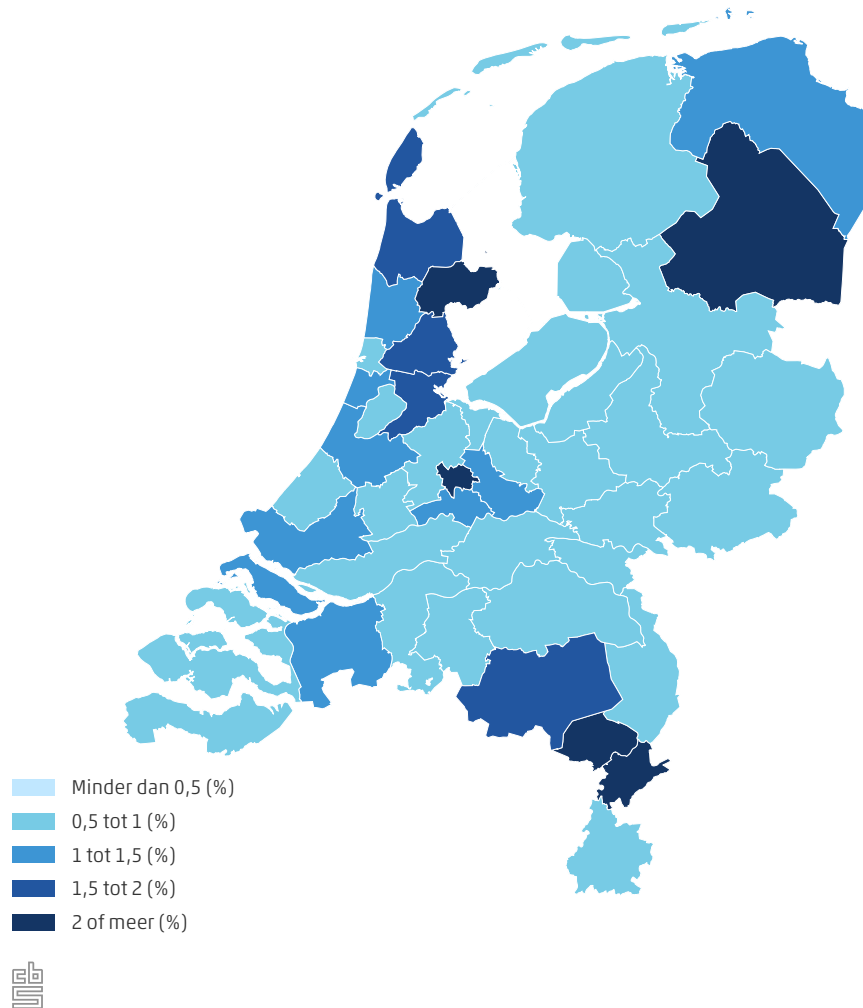 Minder dan 0,5 (%)
0,5 tot 1 (%)
1 tot 1,5 (%)
1,5 tot 2 (%)
2 of meer (%)
cbs